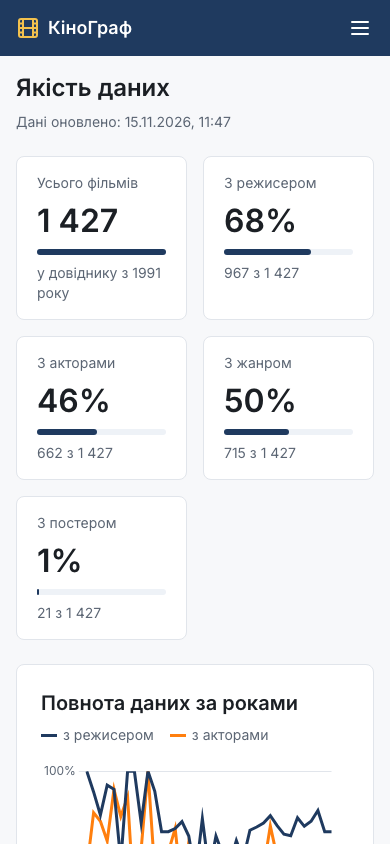 КіноГраф
Якість даних
Дані оновлено: 15.11.2026, 11:47
Усього фільмів
1 427
у довіднику з 1991
року
З режисером
68%
967 з 1 427
З акторами
46%
662 з 1 427
З жанром
50%
715 з 1 427
З постером
1%
21 з 1 427
Повнота даних за роками
з режисером
з акторами
100%